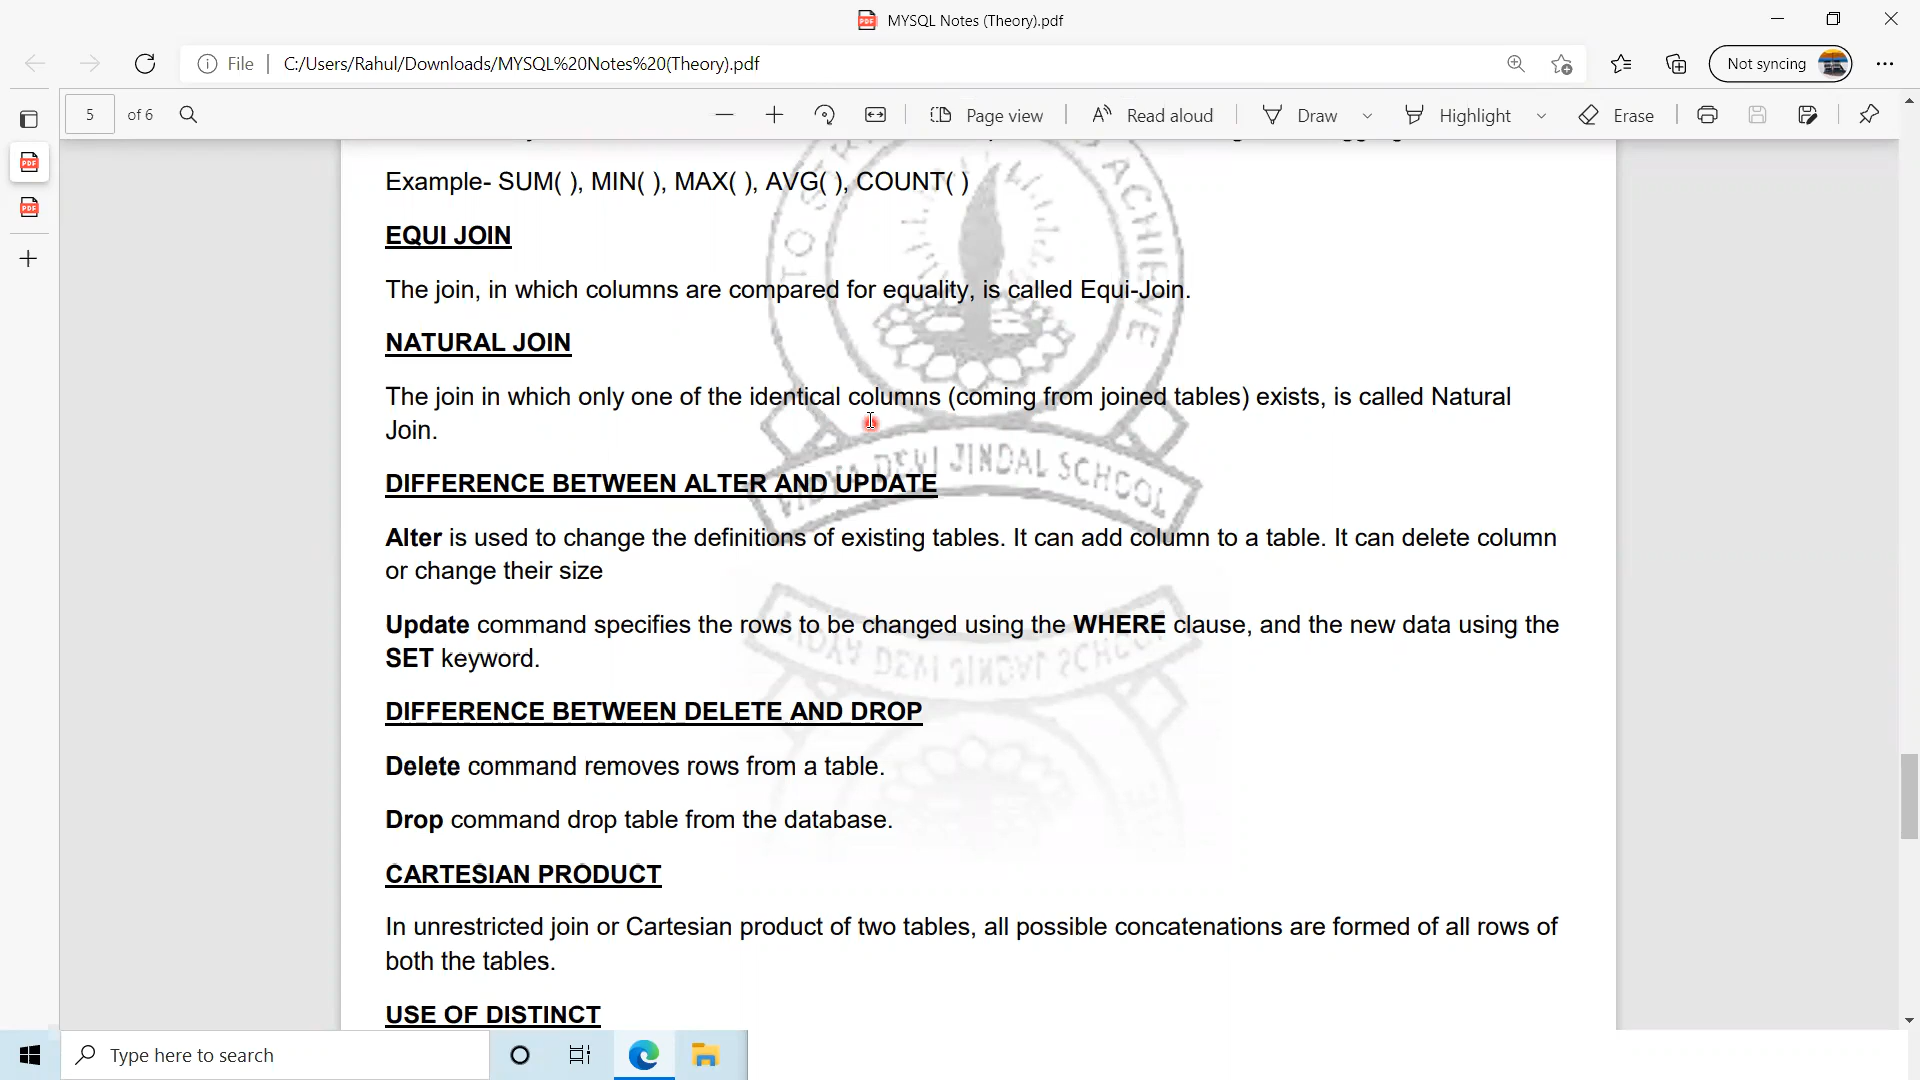 MYSQL Notes (Theory).pdf
File
C:/Users/Rahul/Downloads/MYSQL%20Notes%20(Theory).pdf
Not syncing
5 of 6
Page view
Read aloud
Draw
Highlight
Erase
Example- SUM( ), MIN( ), MAX( ), AVG( ), COUNT( )
EQUI JOIN
The join, in which columns are compared for equality, is called Equi-Join.
NATURAL JOIN
The join in which only one of the identical columns (coming from joined tables) exists, is called Natural
Join.
DIFFERENCE BETWEEN ALTER AND UPDATE
Alter is used to change the definitions of existing tables. It can add column to a table. It can delete column
or change their size
Update command specifies the rows to be changed using the WHERE clause, and the new data using the
SET keyword.
DIFFERENCE BETWEEN DELETE AND DROP
Delete command removes rows from a table.
Drop command drop table from the database.
CARTESIAN PRODUCT
In unrestricted join or Cartesian product of two tables, all possible concatenations are formed of all rows of
both the tables.
USE OF DISTINCT
ACHIEVE
VIDYA DEVI JINDAL SCHOOL
Type here to search